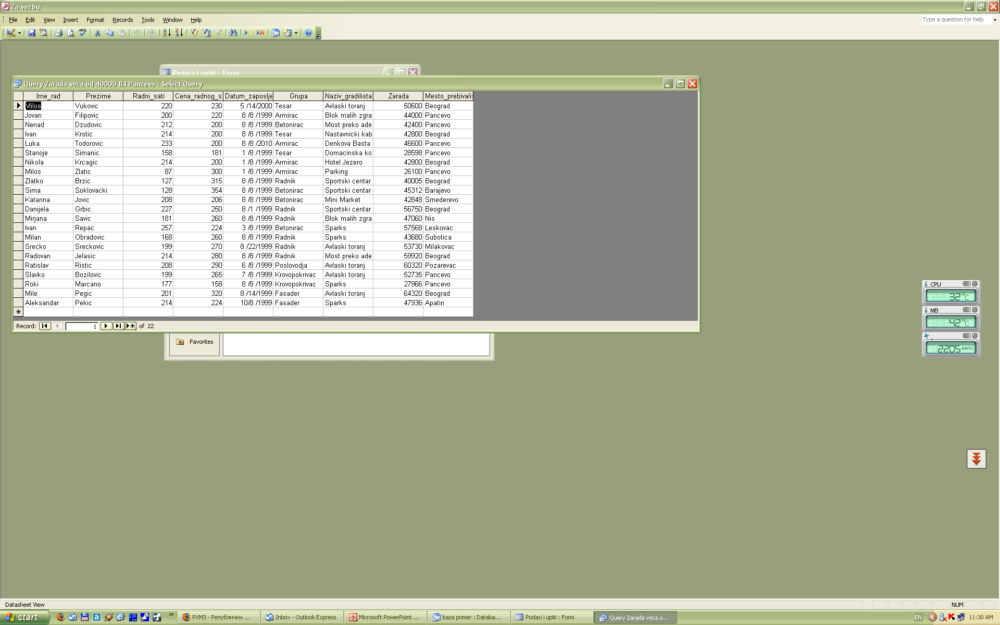 Za vezbu
File Edit View Insert Format Records Tools Window Help
Type a question for help
Podaci i upiti : Form
Query Zarada veca od 40000 ILI Pancevo : Select Query
Ime_rad Prezime Radni_sati Cena_radnog_s Datum_zaposlje Grupa Naziv_gradilista Zarada Mesto_prebivali
Milos Vukovic 220 230 5 /14/2000 Tesar Avlaski toranj 50600 Beograd
Jovan Filipovic 200 220 8 /8 /1999 Armirac Blok malih zgra 44000 Pancevo
Nenad Dzudovic 212 200 8 /8 /1999 Betonirac Most preko ade 42400 Pancevo
Ivan Krstic 214 200 8 /8 /1999 Tesar Nastavnicki kab 42800 Beograd
Luka Todorovic 233 200 8 /8 /2010 Armirac Denkova Basta 46600 Pancevo
Stanoje Simanic 158 181 1 /8 /1999 Tesar Domacinska ko 28598 Pancevo
Nikola Krcagic 214 200 1 /8 /1999 Armirac Hotel Jezero 42800 Beograd
Milos Zlatic 87 300 1 /8 /1999 Armirac Parking 26100 Pancevo
Zlatko Brzic 127 315 8 /8 /1999 Radnik Sportski centar 40005 Beograd
Sima Soklovacki 128 354 8 /8 /1999 Betonirac Sportski centar 45312 Barajevo
Katarina Jovic 208 206 8 /8 /1999 Betonirac Mini Market 42848 Smederevo
Danijela Grbic 227 250 8 /1 /1999 Radnik Sportski centar 56750 Beograd
Mirjana Savic 181 260 8 /8 /1999 Radnik Blok malih zgra 47060 Nis
Ivan Repac 257 224 3 /8 /1999 Betonirac Sparks 57568 Leskovac
Milan Obradovic 168 260 8 /8 /1999 Radnik Sparks 43680 Subotica
Srecko Sreckovic 199 270 8 /22/1999 Radnik Avlaski toranj 53730 Milakovac
Radovan Jelasic 214 280 8 /8 /1999 Radnik Most preko ade 59920 Beograd
Ratislav Ristic 208 290 6 /8 /1999 Poslovodja Avlaski toranj 60320 Pozarevac
Slavko Bozilovic 199 265 7 /8 /1999 Krovopokrivac Avlaski toranj 52735 Pancevo
Roki Marcano 177 158 8 /8 /1999 Krovopokrivac Sparks 27966 Pancevo
Mile Pegic 201 320 8 /14/1999 Fasader Avlaski toranj 64320 Beograd
Aleksandar Pekic 214 224 10/8 /1999 Fasader Sparks 47936 Apatin
Record: 1 of 22
Favorites
CPU
32°C
MB
42°C
2205 RPM
Datasheet View
NUM
start
РХМЗ - Републички ...
Inbox - Outlook Express
Microsoft PowerPoint ...
baza primer : Databa...
Podaci i upiti : Form
Query Zarada veca o...
EN
11:30 AM